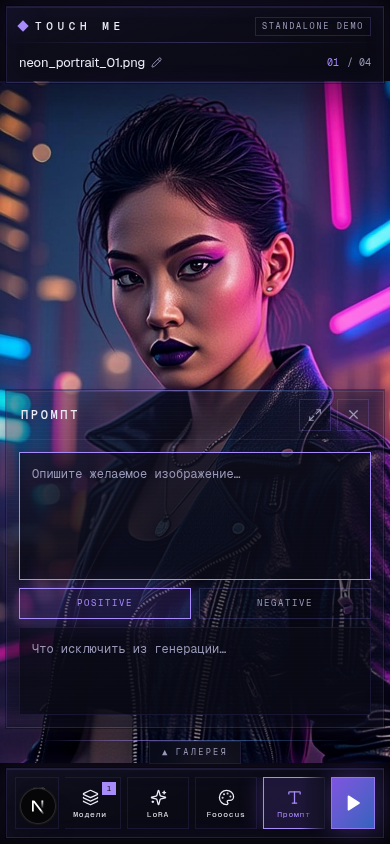 TOUCH ME
STANDALONE DEMO
neon_portrait_01.png
01 / 04
ПРОМПТ
Опишите желаемое изображение…
POSITIVE
NEGATIVE
Что исключить из генерации…
▲ ГАЛЕРЕЯ
N
1
Модели
LoRA
Fooocus
Промпт